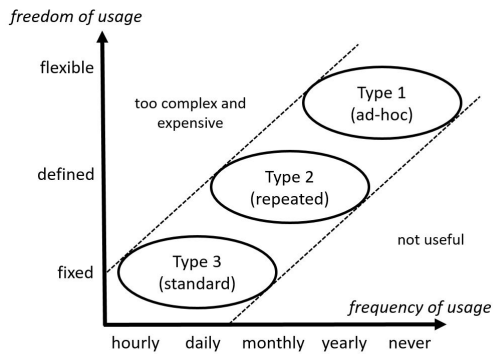 freedom of usage
flexible
Type 1
(ad-hoc)
too complex and
expensive
defined
Type 2
(repeated)
not useful
fixed
Type 3
(standard)
frequency of usage
hourly daily monthly yearly never